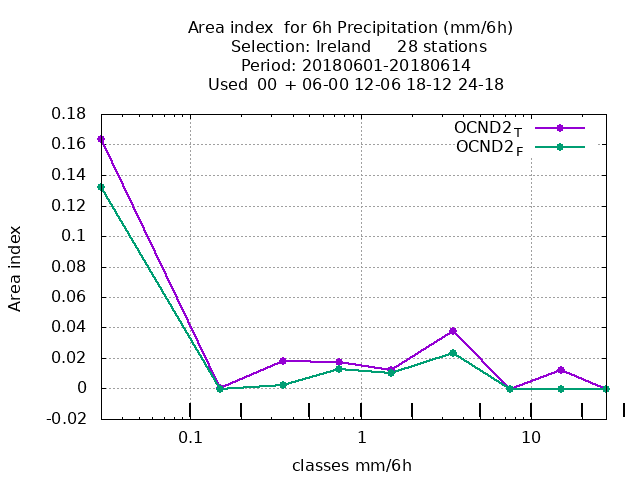 Area index  for 6h Precipitation (mm/6h)
Selection: Ireland     28 stations
Period: 20180601-20180614
Used 00 + 06-00 12-06 18-12 24-18
OCND2T
OCND2F
0.18
0.16
0.14
0.12
0.1
0.08
0.06
0.04
0.02
0
-0.02
Area index
0.1 1 10
classes mm/6h